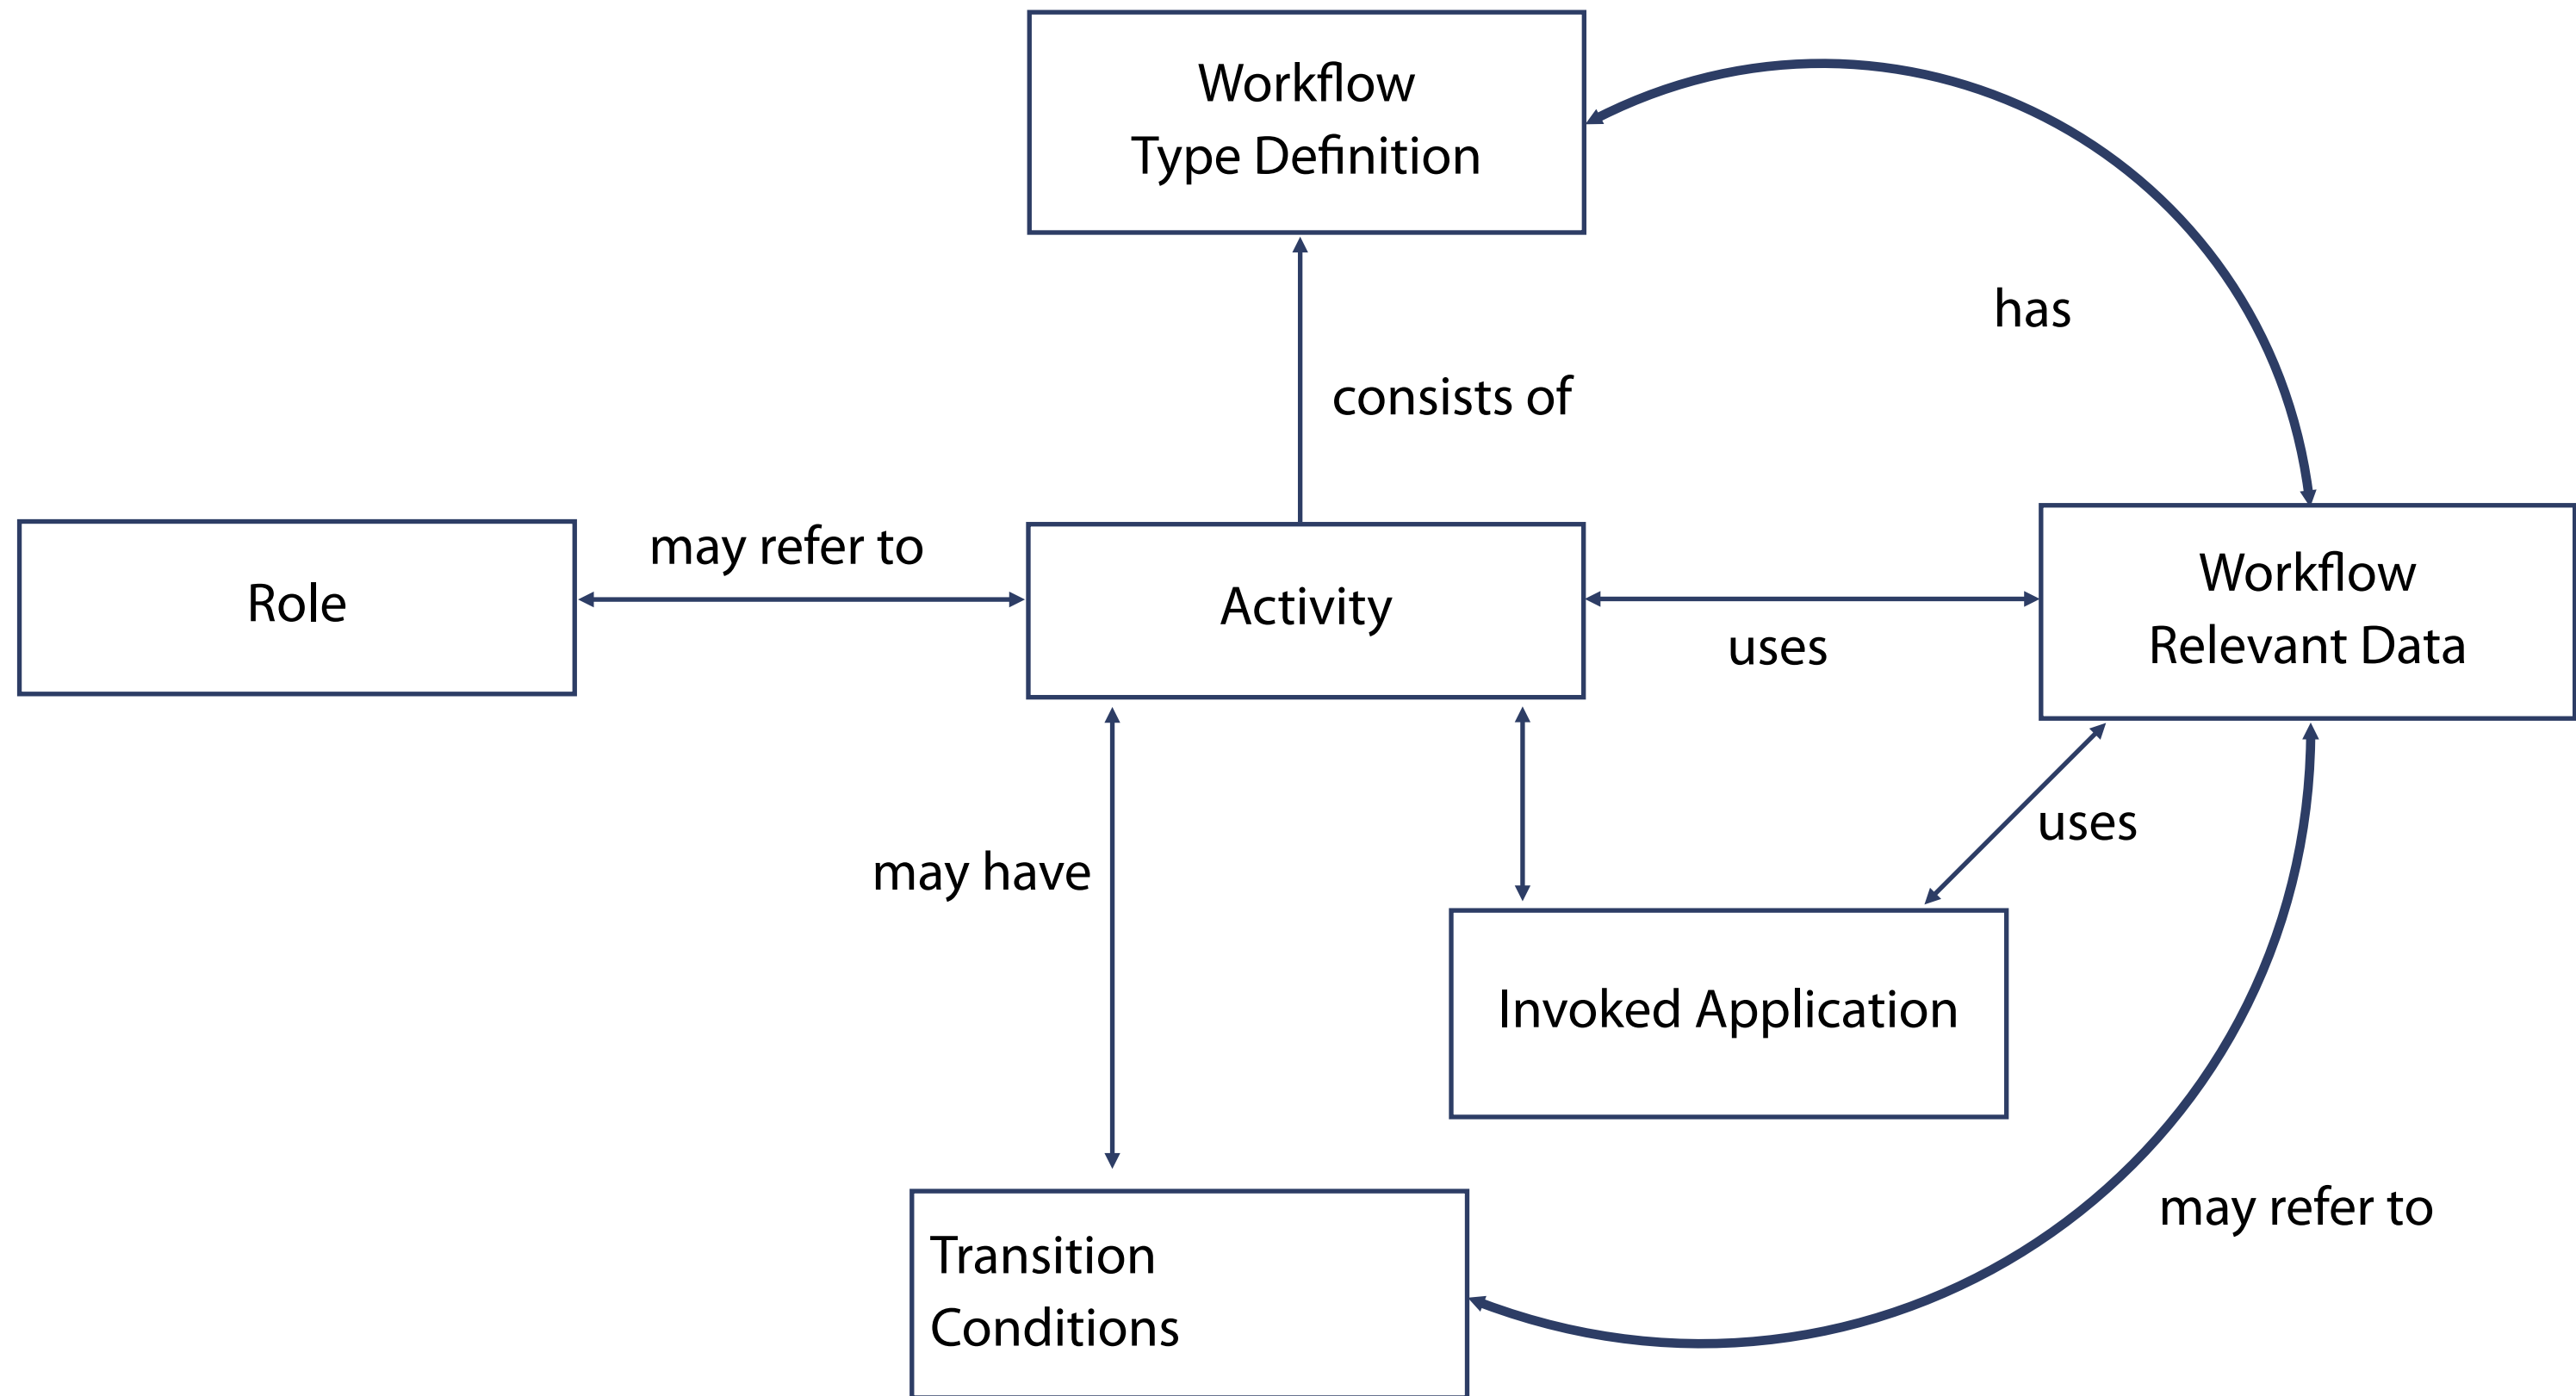 Workflow
Type Definition
has
consists of
Role
may refer to
Activity
uses
Workflow
Relevant Data
may have
uses
Invoked Application
may refer to
Transition
Conditions